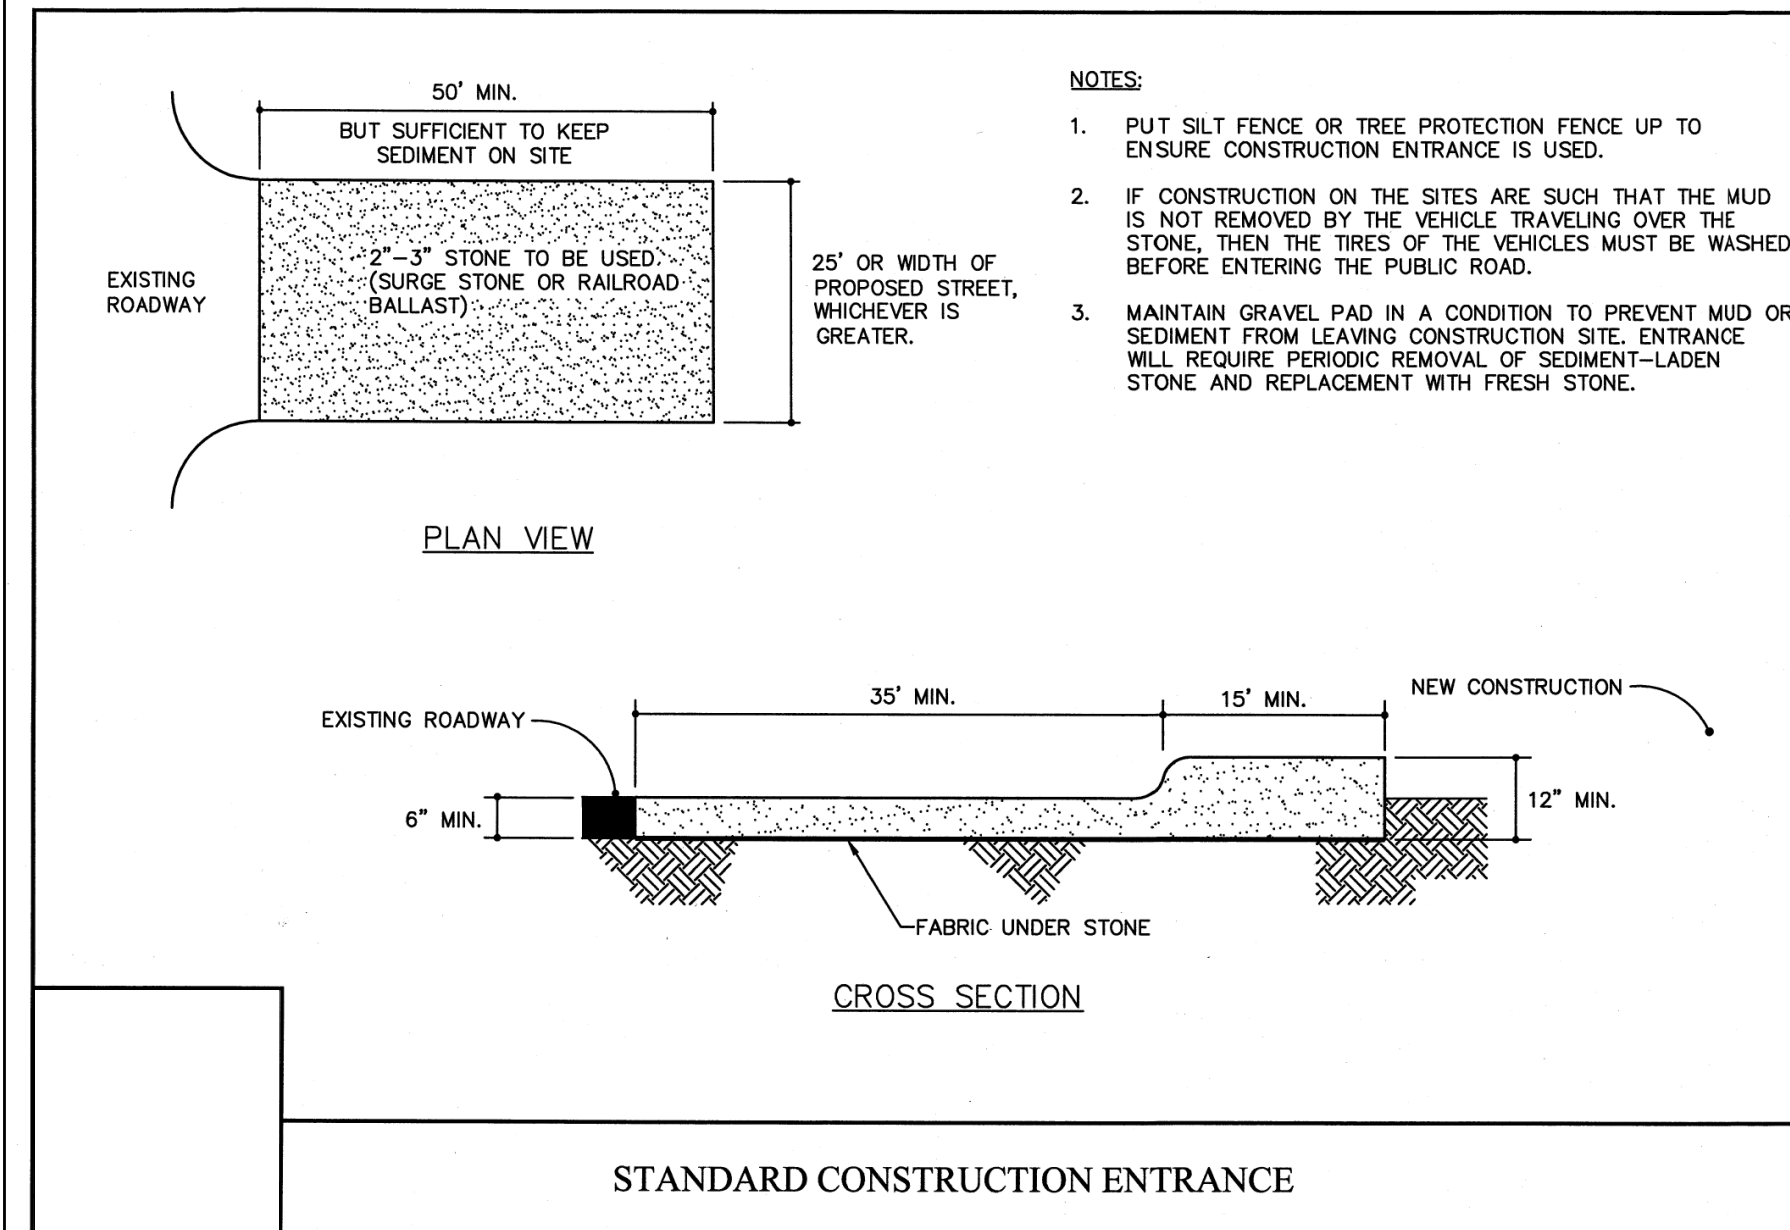 50' MIN.
BUT SUFFICIENT TO KEEP
SEDIMENT ON SITE
EXISTING
ROADWAY
2"-3" STONE TO BE USED.
(SURGE STONE OR RAILROAD
BALLAST)
25' OR WIDTH OF
PROPOSED STREET,
WHICHEVER IS
GREATER.
PLAN VIEW
NOTES:
1. PUT SILT FENCE OR TREE PROTECTION FENCE UP TO
ENSURE CONSTRUCTION ENTRANCE IS USED.
2. IF CONSTRUCTION ON THE SITES ARE SUCH THAT THE MUD
IS NOT REMOVED BY THE VEHICLE TRAVELING OVER THE
STONE, THEN THE TIRES OF THE VEHICLES MUST BE WASHED
BEFORE ENTERING THE PUBLIC ROAD.
3. MAINTAIN GRAVEL PAD IN A CONDITION TO PREVENT MUD OR
SEDIMENT FROM LEAVING CONSTRUCTION SITE. ENTRANCE
WILL REQUIRE PERIODIC REMOVAL OF SEDIMENT-LADEN
STONE AND REPLACEMENT WITH FRESH STONE.
EXISTING ROADWAY
35' MIN.
15' MIN.
NEW CONSTRUCTION
6" MIN.
12" MIN.
FABRIC UNDER STONE
CROSS SECTION
STANDARD CONSTRUCTION ENTRANCE